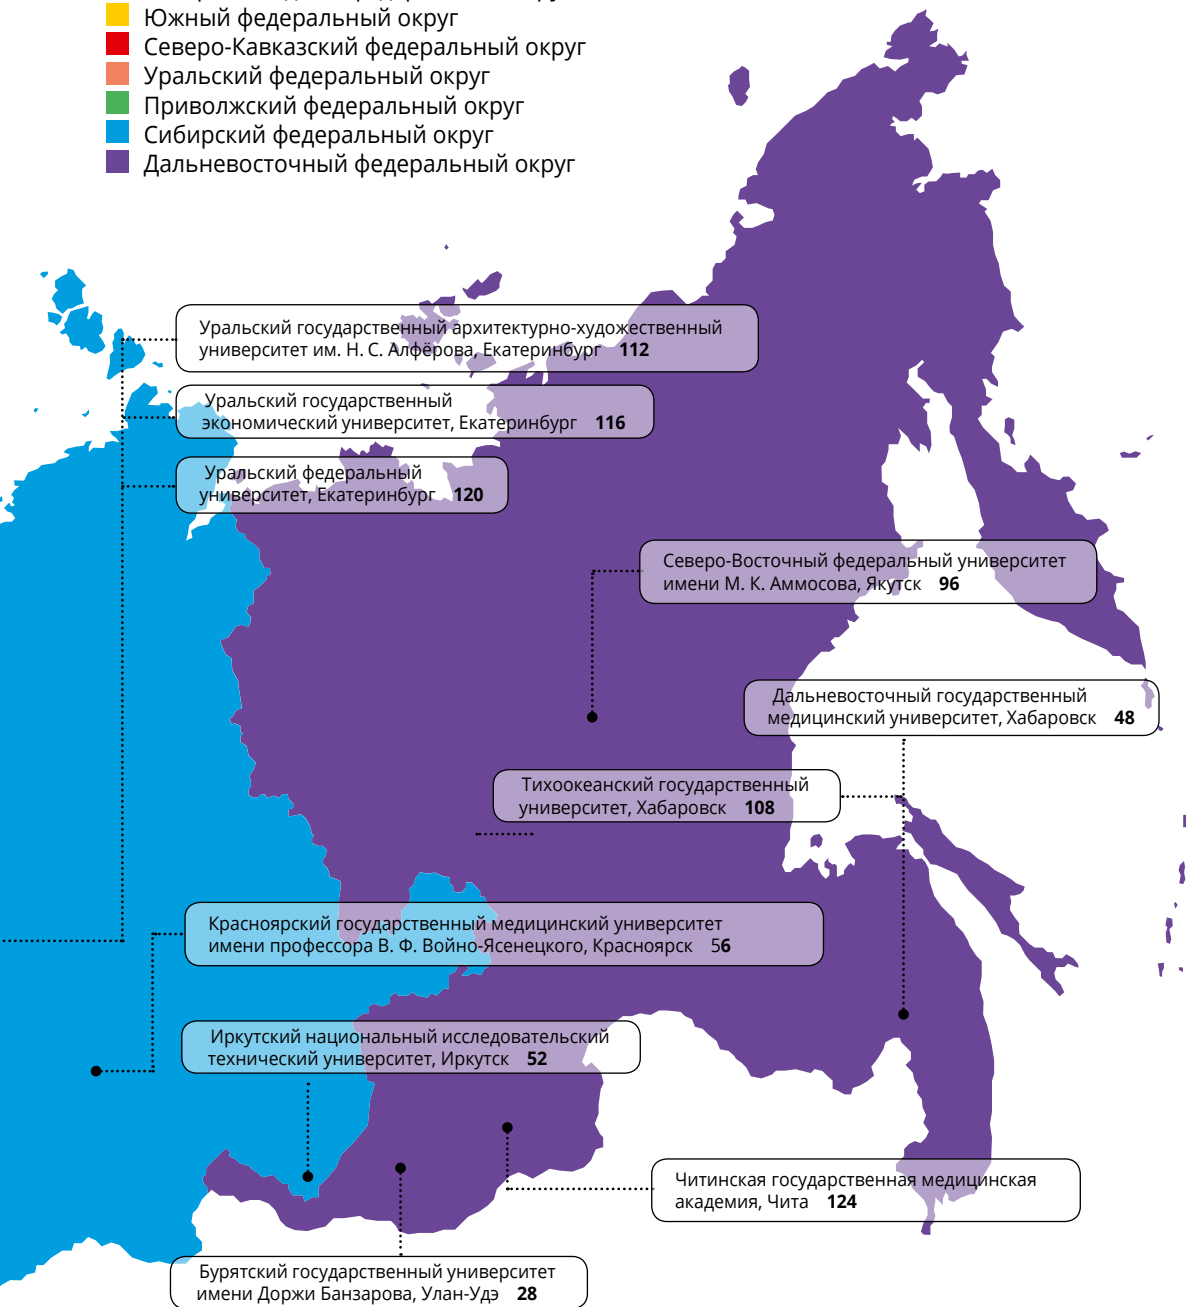 Южный федеральный округ
Северо-Кавказский федеральный округ
Уральский федеральный округ
Приволжский федеральный округ
Сибирский федеральный округ
Дальневосточный федеральный округ
Уральский государственный архитектурно-художественный
университет им. Н. С. Алфёрова, Екатеринбург 112
Уральский государственный
экономический университет, Екатеринбург 116
Уральский федеральный
университет, Екатеринбург 120
Северо-Восточный федеральный университет
имени М. К. Аммосова, Якутск 96
Дальневосточный государственный
медицинский университет, Хабаровск 48
Тихоокеанский государственный
университет, Хабаровск 108
Красноярский государственный медицинский университет
имени профессора В. Ф. Войно-Ясенецкого, Красноярск 56
Иркутский национальный исследовательский
технический университет, Иркутск 52
Читинская государственная медицинская
академия, Чита 124
Бурятский государственный университет
имени Доржи Банзарова, Улан-Удэ 28